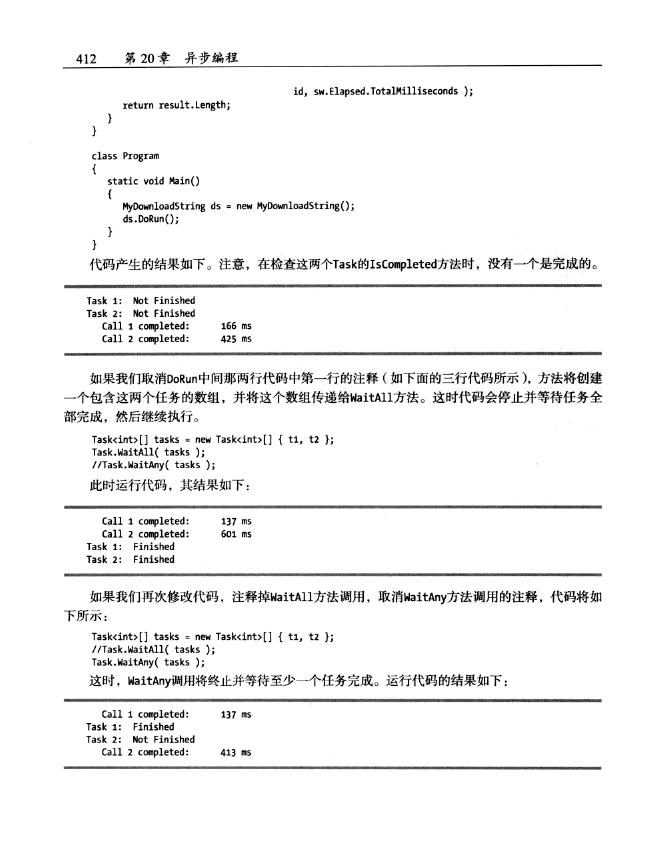 412 第20章 异步编程
id, sw.Elapsed.TotalMilliseconds );
return result.Length;
}
}
class Program
{
static void Main()
{
MyDownloadString ds = new MyDownloadString();
ds.DoRun();
}
}
代码产生的结果如下。注意，在检查这两个Task的IsCompleted方法时，没有一个是完成的。
Task 1: Not Finished
Task 2: Not Finished
Call 1 completed: 166 ms
Call 2 completed: 425 ms
如果我们取消DoRun中间那两行代码中第一行的注释（如下面的三行代码所示），方法将创建
一个包含这两个任务的数组，并将这个数组传递给WaitAll方法。这时代码会停止并等待任务全
部完成，然后继续执行。
Task<int>[] tasks = new Task<int>[] { t1, t2 };
Task.WaitAll( tasks );
//Task.WaitAny( tasks );
此时运行代码，其结果如下：
Call 1 completed: 137 ms
Call 2 completed: 601 ms
Task 1: Finished
Task 2: Finished
如果我们再次修改代码，注释掉WaitAll方法调用，取消WaitAny方法调用的注释，代码将如
下所示：
Task<int>[] tasks = new Task<int>[] { t1, t2 };
//Task.WaitAll( tasks );
Task.WaitAny( tasks );
这时，WaitAny调用将终止并等待至少一个任务完成。运行代码的结果如下：
Call 1 completed: 137 ms
Task 1: Finished
Task 2: Not Finished
Call 2 completed: 413 ms